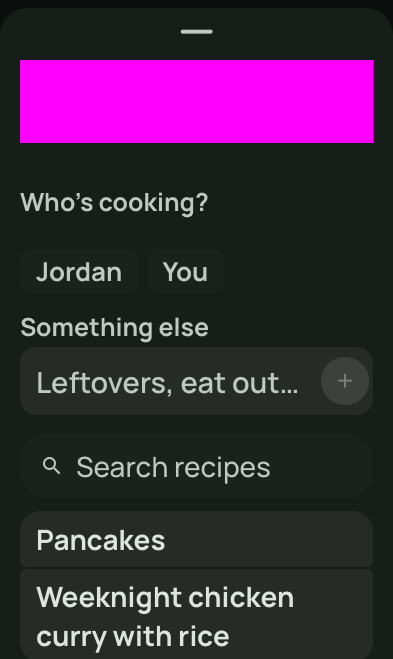 Who's cooking?
Jordan
You
Something else
Leftovers, eat out...
Search recipes
Pancakes
Weeknight chicken
curry with rice